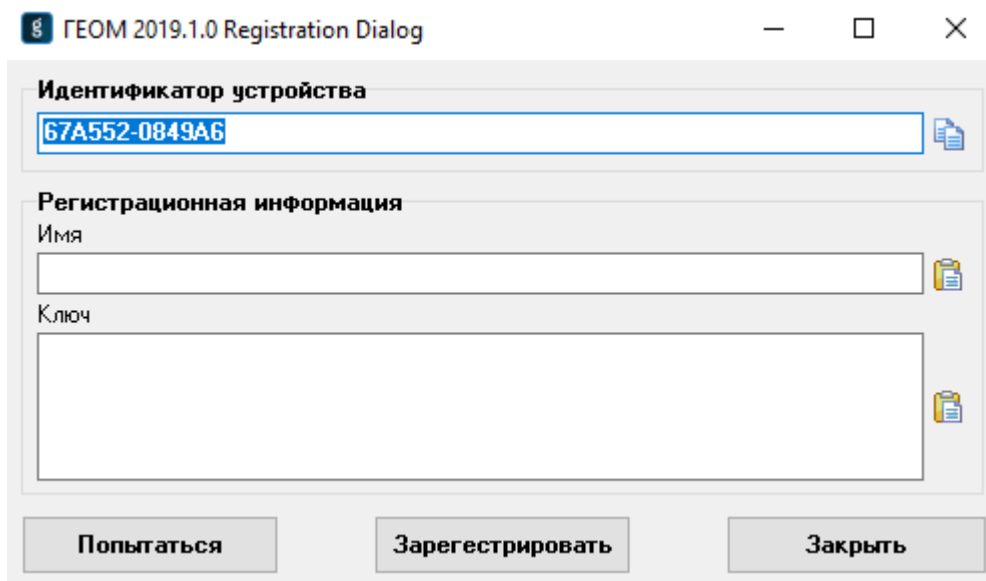 ГЕОМ 2019.1.0 Registration Dialog
Идентификатор устройства
67A552-0849A6
Регистрационная информация
Имя
Ключ
Попытаться
Зарегестрировать
Закрыть